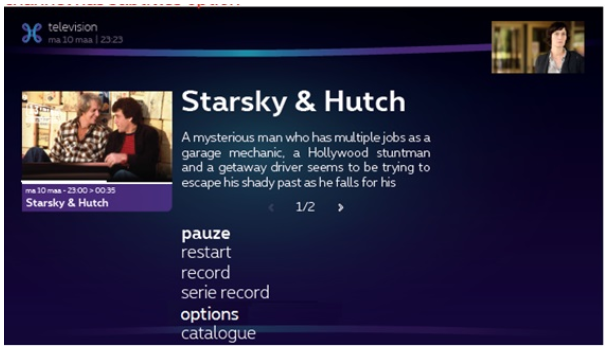 television
ma 10 maa | 23:23
Starsky & Hutch
A mysterious man who has multiple jobs as a
garage mechanic, a Hollywood stuntman
and a getaway driver seems to be trying to
escape his shady past as he falls for his
ma 10 maa - 23:00 > 00:35
Starsky & Hutch
< 1/2 >
pauze
restart
record
serie record
options
catalogue